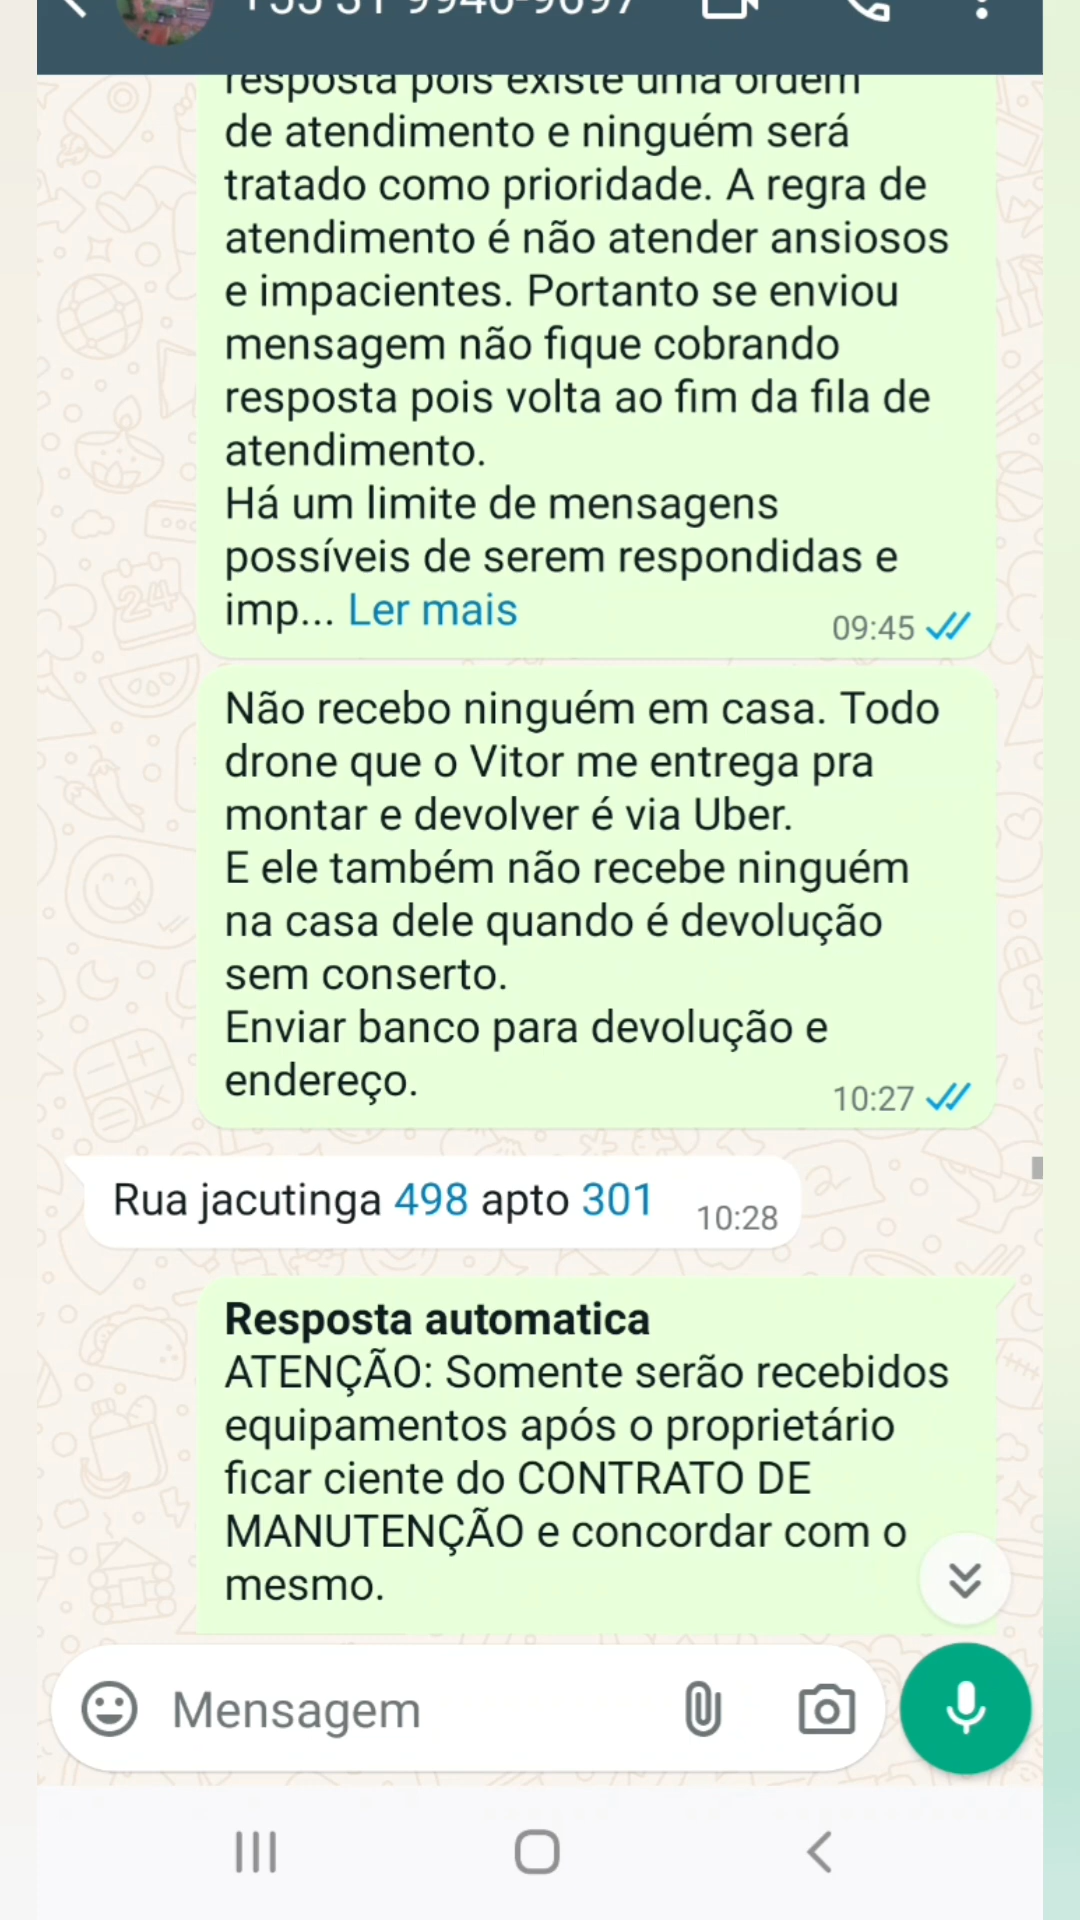 resposta pois existe uma ordem
de atendimento e ninguém será
tratado como prioridade. A regra de
atendimento é não atender ansiosos
e impacientes. Portanto se enviou
mensagem não fique cobrando
resposta pois volta ao fim da fila de
atendimento.
Há um limite de mensagens
possíveis de serem respondidas e
imp... Ler mais
09:45
Não recebo ninguém em casa. Todo
drone que o Vitor me entrega pra
montar e devolver é via Uber.
E ele também não recebe ninguém
na casa dele quando é devolução
sem conserto.
Enviar banco para devolução e
endereço.
10:27
Rua jacutinga 498 apto 301
10:28
Resposta automatica
ATENÇÃO: Somente serão recebidos
equipamentos após o proprietário
ficar ciente do CONTRATO DE
MANUTENÇÃO e concordar com o
mesmo.
Mensagem